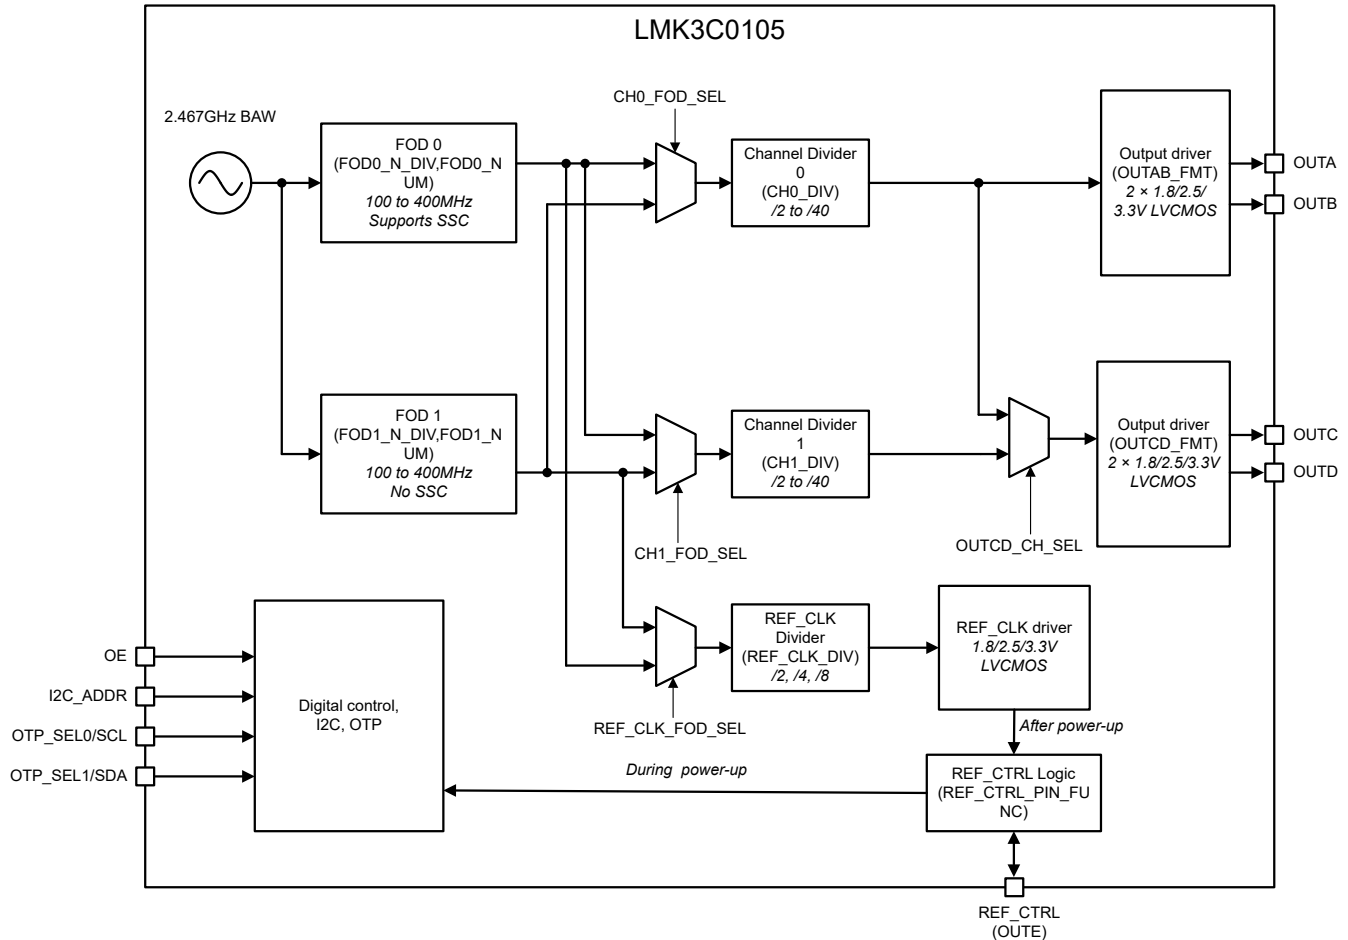 LMK3C0105
CH0_FOD_SEL
2.467GHz BAW
FOD 0
(FOD0_N_DIV,FOD0_N
UM)
100 to 400MHz
Supports SSC
Channel Divider
0
(CH0_DIV)
/2 to /40
Output driver
(OUTAB_FMT)
2 × 1.8/2.5/
3.3V LVCMOS
OUTA
OUTB
FOD 1
(FOD1_N_DIV,FOD1_N
UM)
100 to 400MHz
No SSC
Channel Divider
1
(CH1_DIV)
/2 to /40
Output driver
(OUTCD_FMT)
2 × 1.8/2.5/3.3V
LVCMOS
OUTC
OUTD
CH1_FOD_SEL
OUTCD_CH_SEL
REF_CLK
Divider
(REF_CLK_DIV)
/2, /4, /8
REF_CLK driver
1.8/2.5/3.3V
LVCMOS
OE
I2C_ADDR
OTP_SEL0/SCL
OTP_SEL1/SDA
Digital control,
I2C, OTP
REF_CLK_FOD_SEL
After power-up
During power-up
REF_CTRL Logic
(REF_CTRL_PIN_FU
NC)
REF_CTRL
(OUTE)